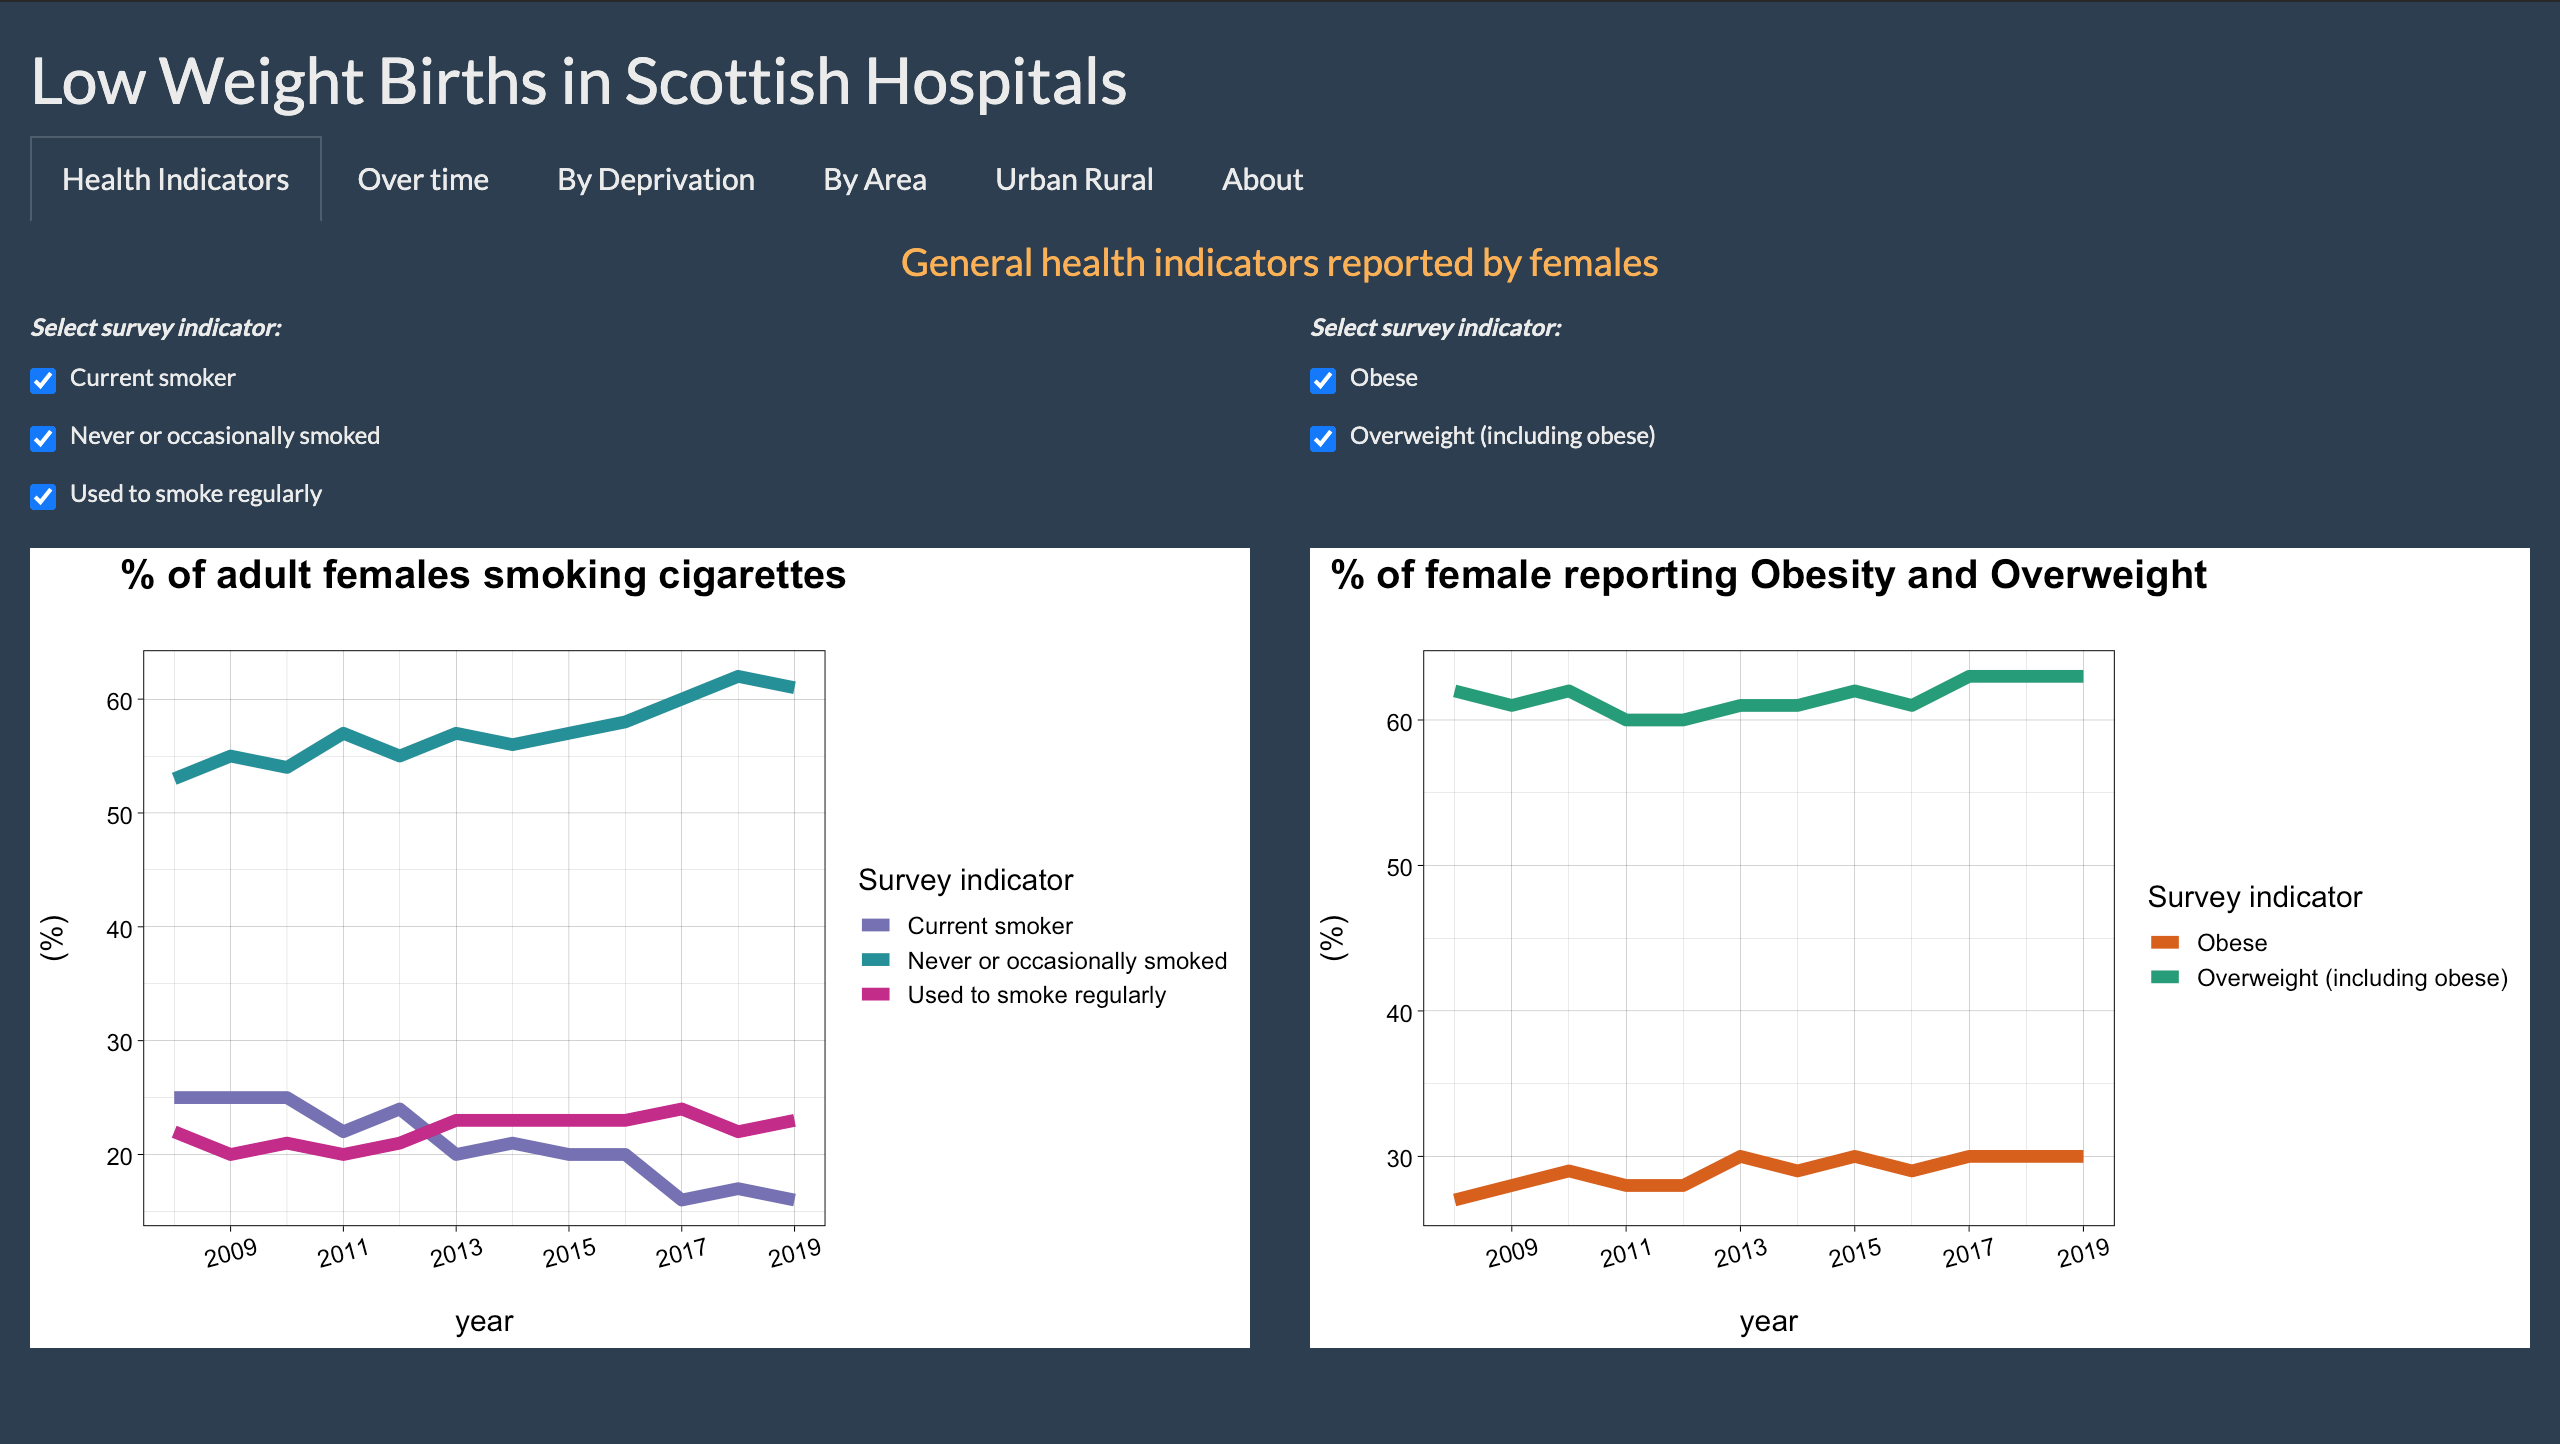 Low Weight Births in Scottish Hospitals
Health Indicators Over time By Deprivation By Area Urban Rural About
General health indicators reported by females
Select survey indicator:
Current smoker
Never or occasionally smoked
Used to smoke regularly
Select survey indicator:
Obese
Overweight (including obese)
% of adult females smoking cigarettes
(%)
60
50
40
30
20
2009 2011 2013 2015 2017 2019
year
Survey indicator
Current smoker
Never or occasionally smoked
Used to smoke regularly
% of female reporting Obesity and Overweight
(%)
60
50
40
30
2009 2011 2013 2015 2017 2019
year
Survey indicator
Obese
Overweight (including obese)